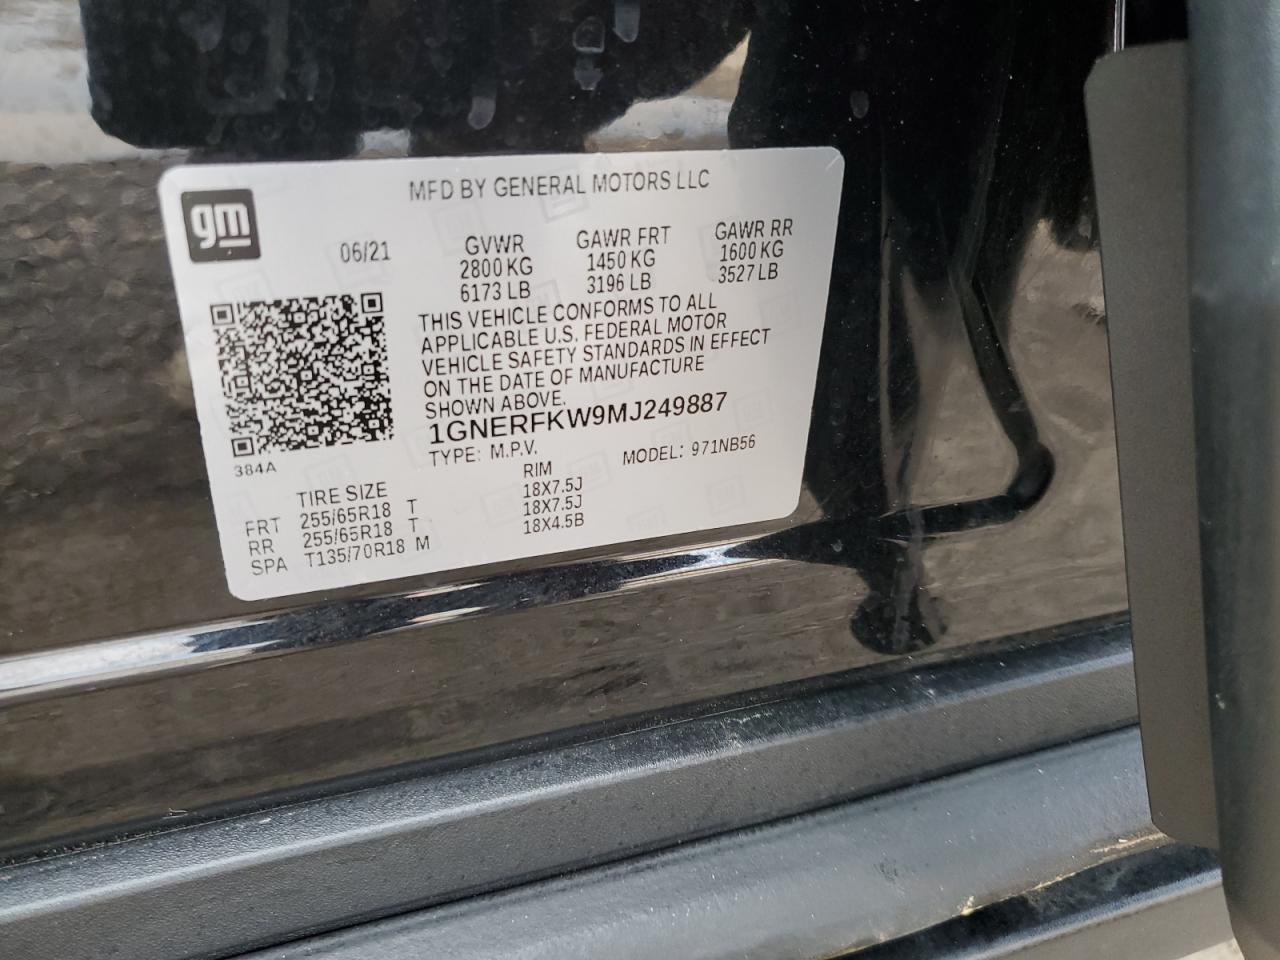 MFD BY GENERAL MOTORS LLC
gm
06/21
GVWR GAWR FRT GAWR RR
2800 KG 1450 KG 1600 KG
6173 LB 3196 LB 3527 LB
THIS VEHICLE CONFORMS TO ALL
APPLICABLE U.S. FEDERAL MOTOR
VEHICLE SAFETY STANDARDS IN EFFECT
ON THE DATE OF MANUFACTURE
SHOWN ABOVE.
1GNERFKW9MJ249887
TYPE: M.P.V. MODEL: 971NB56
384A
TIRE SIZE RIM
FRT 255/65R18 T 18X7.5J
RR 255/65R18 T 18X7.5J
SPA T135/70R18 M 18X4.5B